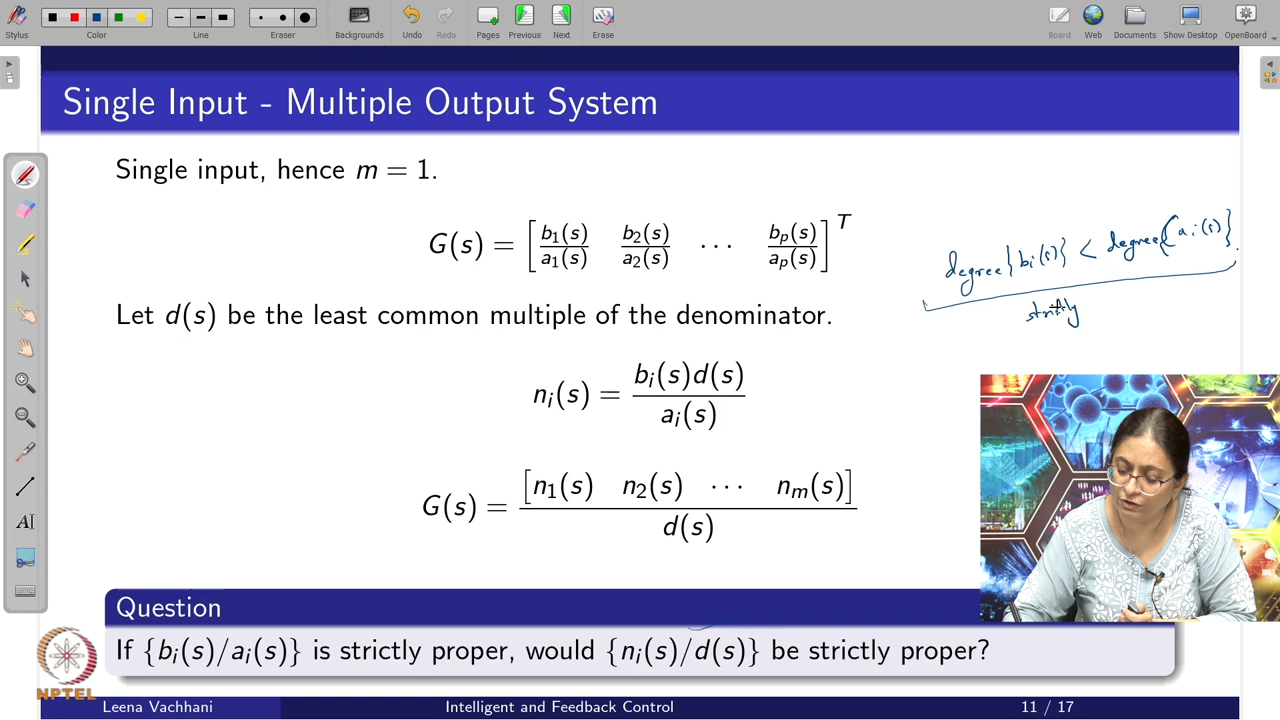 Stylus Color Line Eraser Backgrounds Undo Redo Pages Previous Next Erase Board Web Documents Show Desktop OpenBoard
Single Input - Multiple Output System
Single input, hence m = 1.
G(s) = [b₁(s)/a₁(s) b₂(s)/a₂(s) ⋯ bₚ(s)/aₚ(s)]ᵀ
degree{bᵢ(s)} < degree{aᵢ(s)}.
strictly
Let d(s) be the least common multiple of the denominator.
nᵢ(s) = bᵢ(s)d(s)/aᵢ(s)
G(s) = [n₁(s) n₂(s) ⋯ nₘ(s)]/d(s)
Question
If {bᵢ(s)/aᵢ(s)} is strictly proper, would {nᵢ(s)/d(s)} be strictly proper?
NPTEL
Leena Vachhani Intelligent and Feedback Control 11 / 17